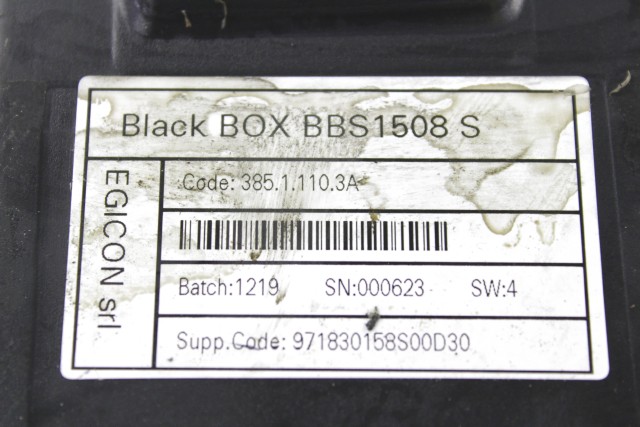 Black BOX BBS1508 S
EGICON srl
Code: 385.1.110.3A
Batch:1219 SN:000623 SW:4
Supp.Code: 971830158S00D30